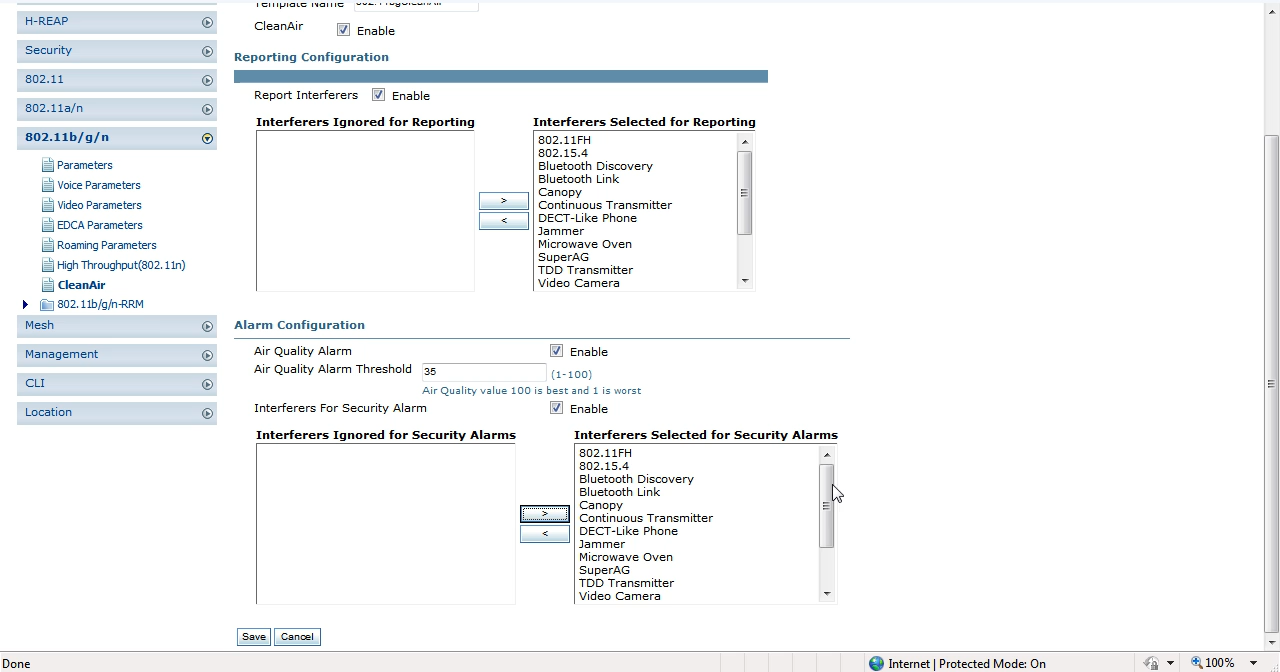 H-REAP
Security
802.11
802.11a/n
802.11b/g/n
Parameters
Voice Parameters
Video Parameters
EDCA Parameters
Roaming Parameters
High Throughput(802.11n)
CleanAir
802.11b/g/n-RRM
Mesh
Management
CLI
Location
Template Name
CleanAir
Enable
Reporting Configuration
Report Interferers
Enable
Interferers Ignored for Reporting
>
<
Interferers Selected for Reporting
802.11FH
802.15.4
Bluetooth Discovery
Bluetooth Link
Canopy
Continuous Transmitter
DECT-Like Phone
Jammer
Microwave Oven
SuperAG
TDD Transmitter
Video Camera
Alarm Configuration
Air Quality Alarm
Enable
Air Quality Alarm Threshold
35
(1-100)
Air Quality value 100 is best and 1 is worst
Interferers For Security Alarm
Enable
Interferers Ignored for Security Alarms
>
<
Interferers Selected for Security Alarms
802.11FH
802.15.4
Bluetooth Discovery
Bluetooth Link
Canopy
Continuous Transmitter
DECT-Like Phone
Jammer
Microwave Oven
SuperAG
TDD Transmitter
Video Camera
Save
Cancel
Done
Internet | Protected Mode: On
100%